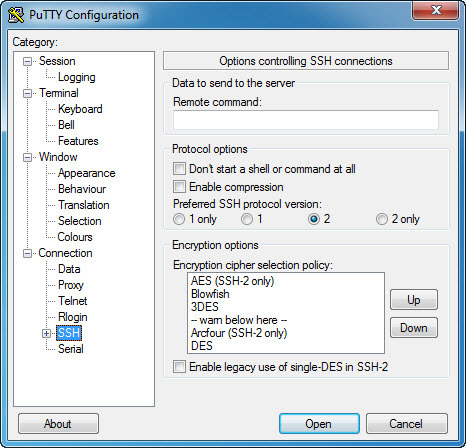 PuTTY Configuration
Category:
Session
Logging
Terminal
Keyboard
Bell
Features
Window
Appearance
Behaviour
Translation
Selection
Colours
Connection
Data
Proxy
Telnet
Rlogin
SSH
Serial
Options controlling SSH connections
Data to send to the server
Remote command:
Protocol options
Don't start a shell or command at all
Enable compression
Preferred SSH protocol version:
1 only 1 2 2 only
Encryption options
Encryption cipher selection policy:
AES (SSH-2 only)
Blowfish
3DES
-- warn below here --
Arcfour (SSH-2 only)
DES
Up
Down
Enable legacy use of single-DES in SSH-2
About
Open
Cancel